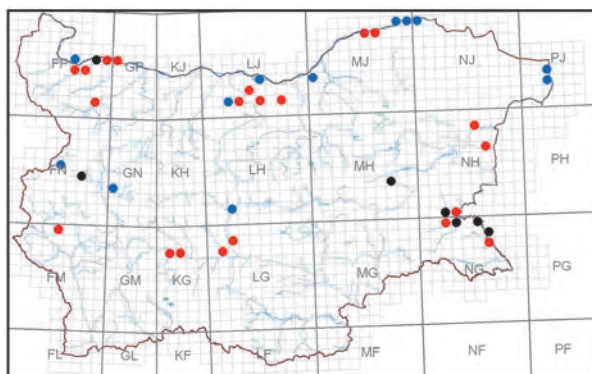 FP GP KJ LJ MJ NJ PJ
FN GN KH LH MH NH PH
FM GM KG LG MG NG PG
FL GL KF LF MF NF PF